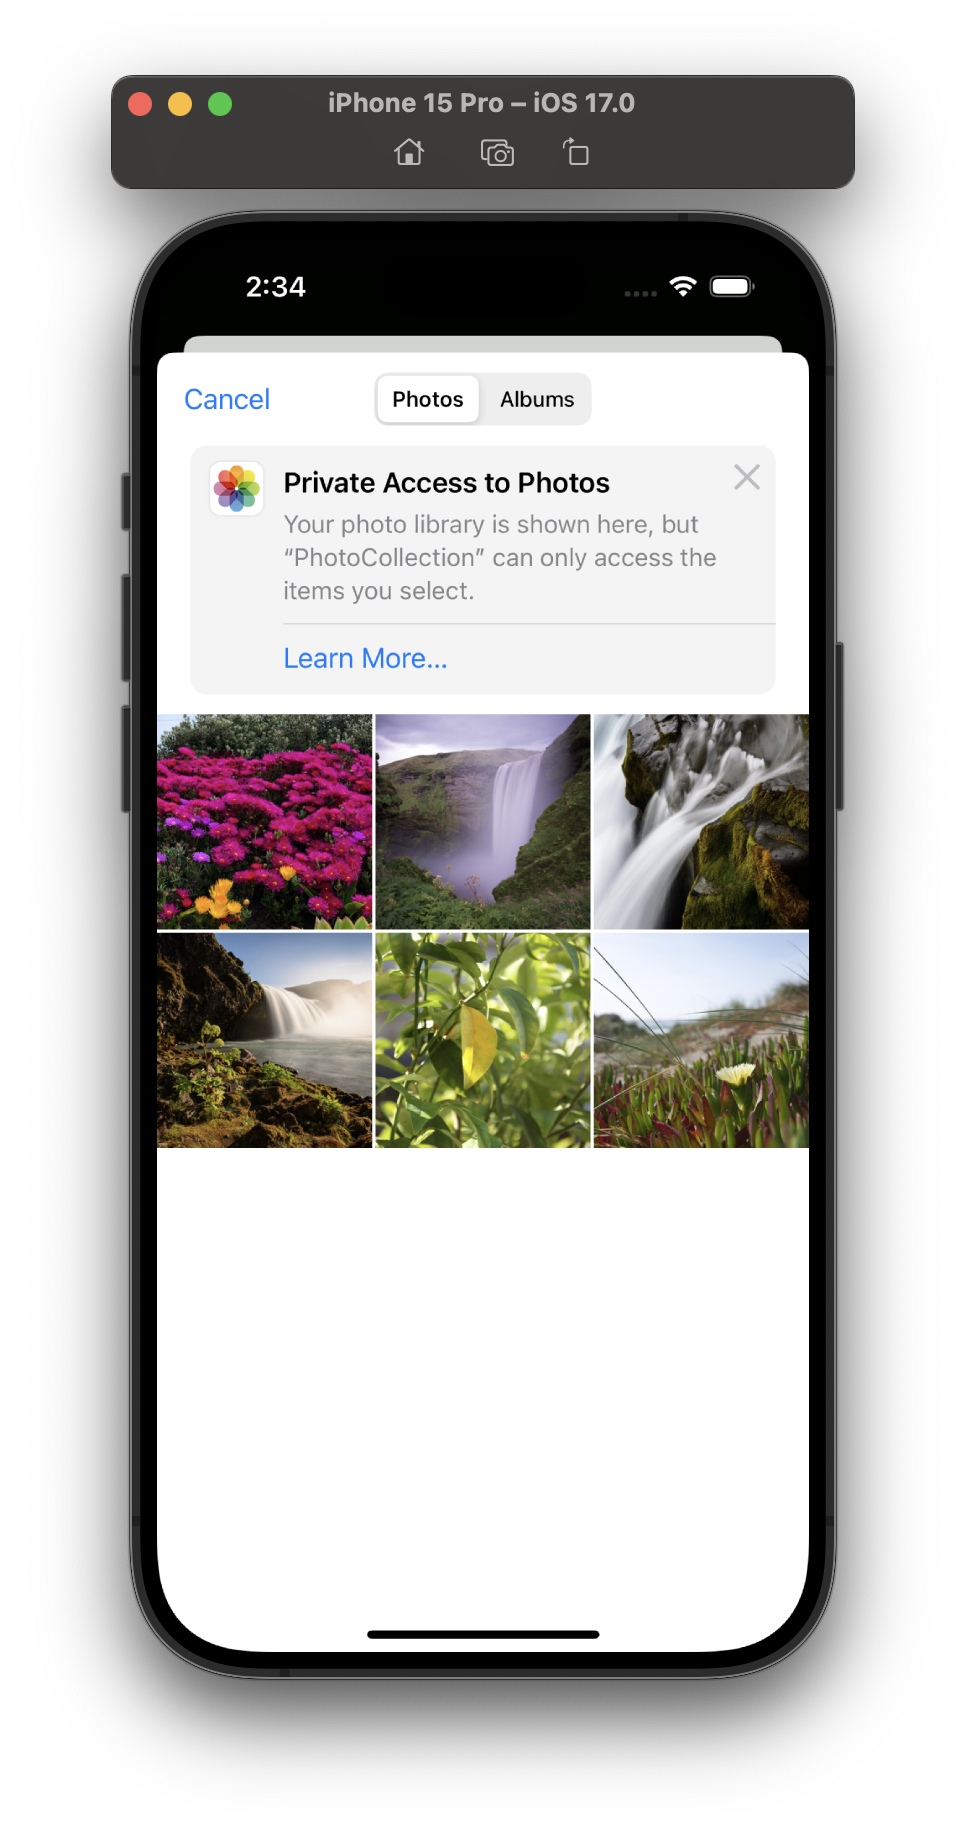 iPhone 15 Pro – iOS 17.0
2:34
Cancel
Photos
Albums
Private Access to Photos
Your photo library is shown here, but
“PhotoCollection” can only access the
items you select.
Learn More...